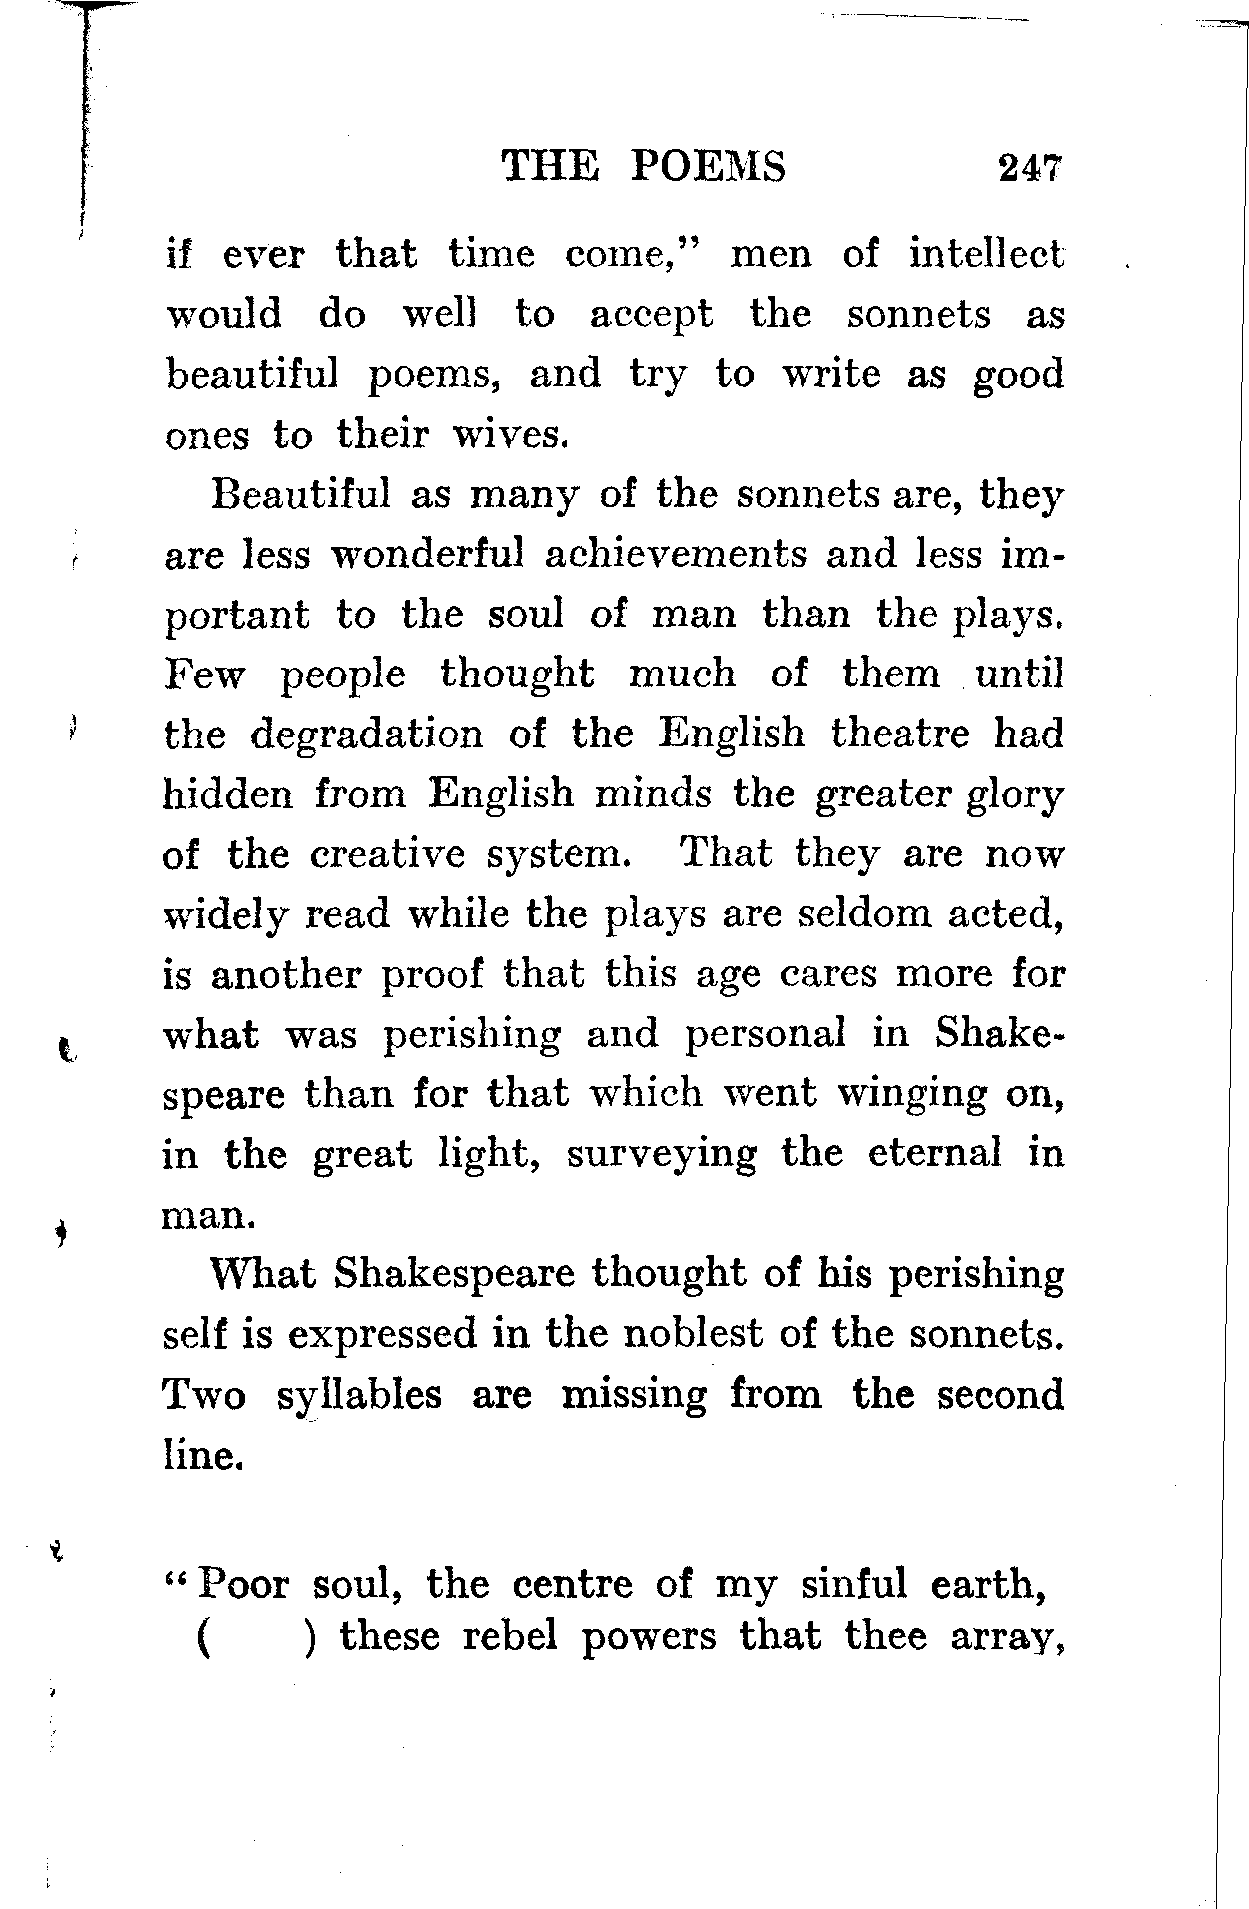 THE POEMS 247
if ever that time come,” men of intellect
would do well to accept the sonnets as
beautiful poems, and try to write as good
ones to their wives.
Beautiful as many of the sonnets are, they
are less wonderful achievements and less im-
portant to the soul of man than the plays.
Few people thought much of them until
the degradation of the English theatre had
hidden from English minds the greater glory
of the creative system. That they are now
widely read while the plays are seldom acted,
is another proof that this age cares more for
what was perishing and personal in Shake-
speare than for that which went winging on,
in the great light, surveying the eternal in
man.
What Shakespeare thought of his perishing
self is expressed in the noblest of the sonnets.
Two syllables are missing from the second
line.
“Poor soul, the centre of my sinful earth,
( ) these rebel powers that thee array,